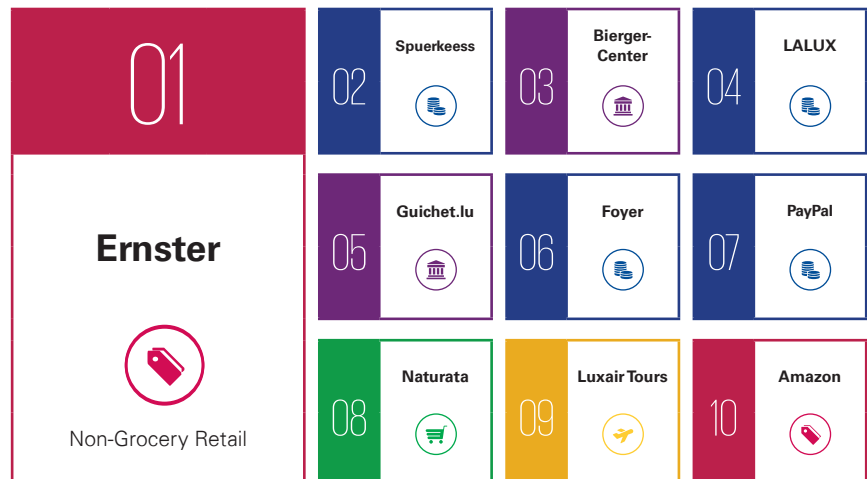 01
Ernster
Non-Grocery Retail
02
Spuerkeess
03
Bierger-
Center
04
LALUX
05
Guichet.lu
06
Foyer
07
PayPal
08
Naturata
09
Luxair Tours
10
Amazon